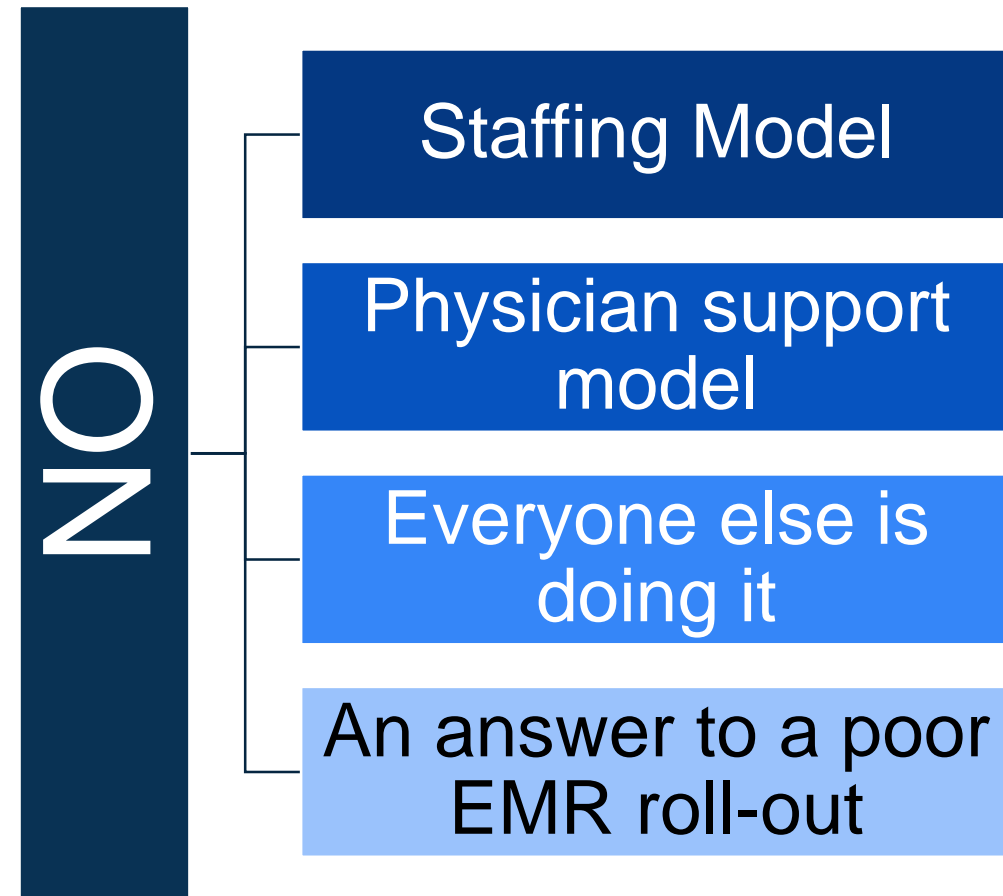 NO
Staffing Model
Physician support
model
Everyone else is
doing it
An answer to a poor
EMR roll-out